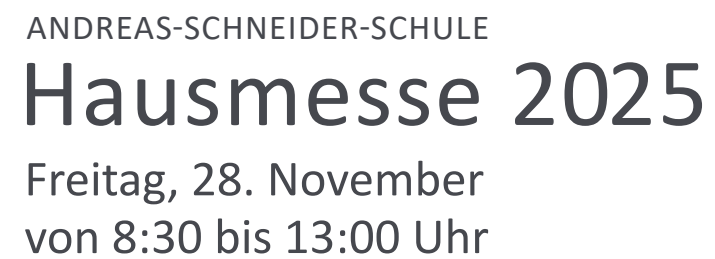 ANDREAS-SCHNEIDER-SCHULE
Hausmesse 2025
Freitag, 28. November
von 8:30 bis 13:00 Uhr